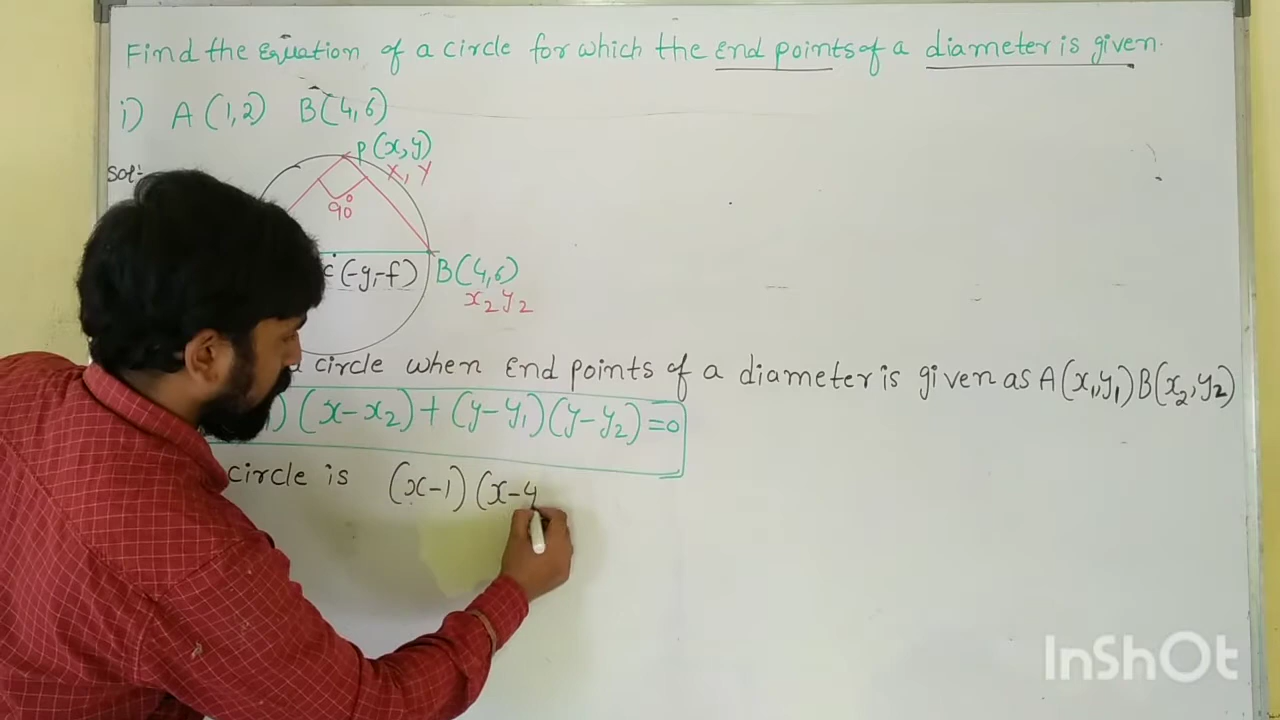 Find the Equation of a circle for which the end points of a diameter is given.
i) A (1,2) B(4,6)
P(x,y)
Sol:-
X, Y
90°
C(-g,-f)
B(4,6)
x₂ y₂
circle when End points of a diameter is given as A(x₁,y₁) B(x₂,y₂)
) (x-x₂) + (y-y₁)(y-y₂)=0
circle is (x-1) (x-4
InShOt